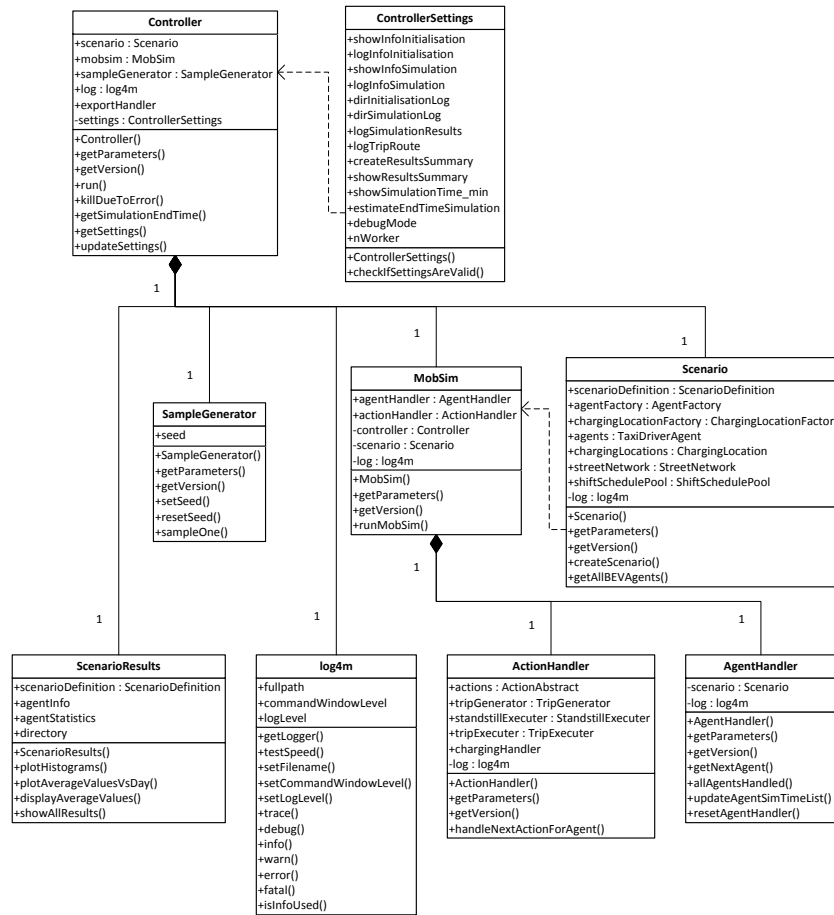 Controller
+scenario : Scenario
+mobsim : MobSim
+sampleGenerator : SampleGenerator
+log : log4m
+exportHandler
-settings : ControllerSettings
+Controller()
+getParameters()
+getVersion()
+run()
+killDueToError()
+getSimulationEndTime()
+getSettings()
+updateSettings()
ControllerSettings
+showInfoInitialisation
+logInfoInitialisation
+showInfoSimulation
+logInfoSimulation
+dirInitialisationLog
+dirSimulationLog
+logSimulationResults
+logTripRoute
+createResultsSummary
+showResultsSummary
+showSimulationTime_min
+estimateEndTimeSimulation
+debugMode
+nWorker
+ControllerSettings()
+checkIfSettingsAreValid()
1
1
1
1
SampleGenerator
+seed
+SampleGenerator()
+getParameters()
+getVersion()
+setSeed()
+resetSeed()
+sampleOne()
MobSim
+agentHandler : AgentHandler
+actionHandler : ActionHandler
-controller : Controller
-scenario : Scenario
-log : log4m
+MobSim()
+getParameters()
+getVersion()
+runMobSim()
Scenario
+scenarioDefinition : ScenarioDefinition
+agentFactory : AgentFactory
+chargingLocationFactory : ChargingLocationFactor
+agents : TaxiDriverAgent
+chargingLocations : ChargingLocation
+streetNetwork : StreetNetwork
+shiftSchedulePool : ShiftSchedulePool
-log : log4m
+Scenario()
+getParameters()
+getVersion()
+createScenario()
+getAllBEVAgents()
1
1
1
1
1
ScenarioResults
+scenarioDefinition : ScenarioDefinition
+agentInfo
+agentStatistics
+directory
+ScenarioResults()
+plotHistograms()
+plotAverageValuesVsDay()
+displayAverageValues()
+showAllResults()
log4m
+fullpath
+commandWindowLevel
+logLevel
+getLogger()
+testSpeed()
+setFilename()
+setCommandWindowLevel()
+setLogLevel()
+trace()
+debug()
+info()
+warn()
+error()
+fatal()
+isInfoUsed()
ActionHandler
+actions : ActionAbstract
+tripGenerator : TripGenerator
+standstillExecuter : StandstillExecuter
+tripExecuter : TripExecuter
+chargingHandler
-log : log4m
+ActionHandler()
+getParameters()
+getVersion()
+handleNextActionForAgent()
AgentHandler
-scenario : Scenario
-log : log4m
+AgentHandler()
+getParameters()
+getVersion()
+getNextAgent()
+allAgentsHandled()
+updateAgentSimTimeList()
+resetAgentHandler()